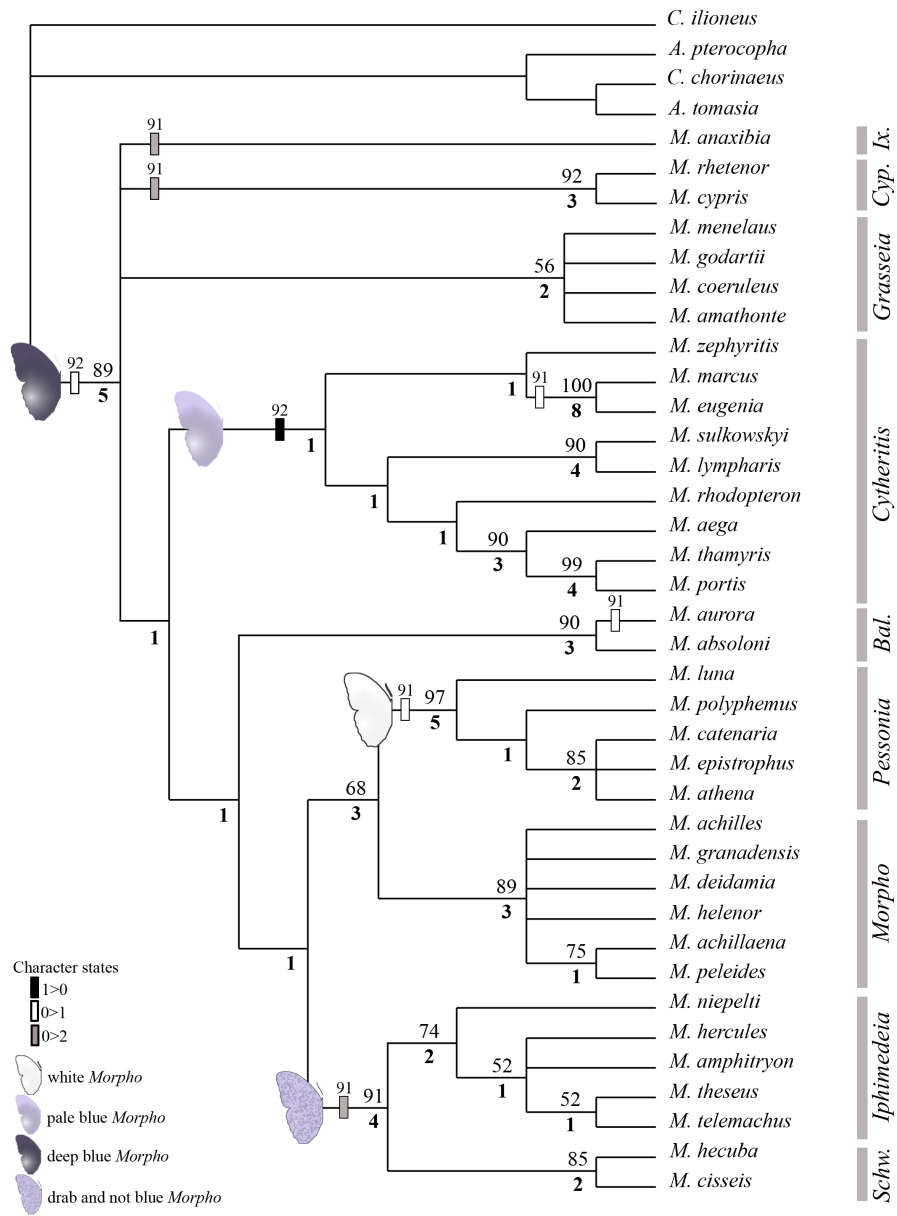 C. ilioneus
A. pterocopha
C. chorinaeus
A. tomasia
91
M. anaxibia
Ix.
91
92
M. rhetenor
3
M. cypris
Cyp.
M. menelaus
56
M. godartii
2
M. coeruleus
M. amathonte
Grasseia
M. zephyritis
92
89
5
1
91
100
M. marcus
8
M. eugenia
92
1
90
M. sulkowskyi
4
M. lympharis
1
M. rhodopteron
1
90
M. aega
3
99
M. thamyris
4
M. portis
Cytheritis
91
M. aurora
1
90
3
M. absoloni
Bal.
M. luna
91
97
5
M. polyphemus
1
M. catenaria
85
M. epistrophus
2
M. athena
Pessonia
1
68
3
M. achilles
M. granadensis
89
M. deidamia
3
M. helenor
75
M. achillaena
1
M. peleides
Morpho
1
M. niepelti
74
2
M. hercules
52
M. amphitryon
1
52
M. theseus
1
M. telemachus
Iphimedeia
91
91
4
85
M. hecuba
2
M. cisseis
Schw.
Character states
1>0
0>1
0>2
white Morpho
pale blue Morpho
deep blue Morpho
drab and not blue Morpho